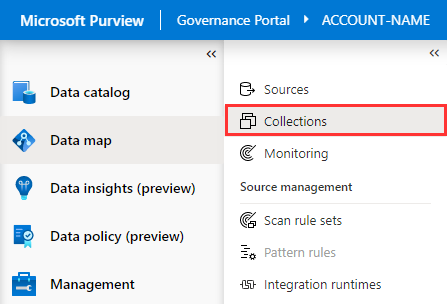 Microsoft Purview | Governance Portal ▸ ACCOUNT-NAME
«
«
Data catalog
Data map
Data insights (preview)
Data policy (preview)
Management
Sources
Collections
Monitoring
Source management
Scan rule sets
Pattern rules
Integration runtimes